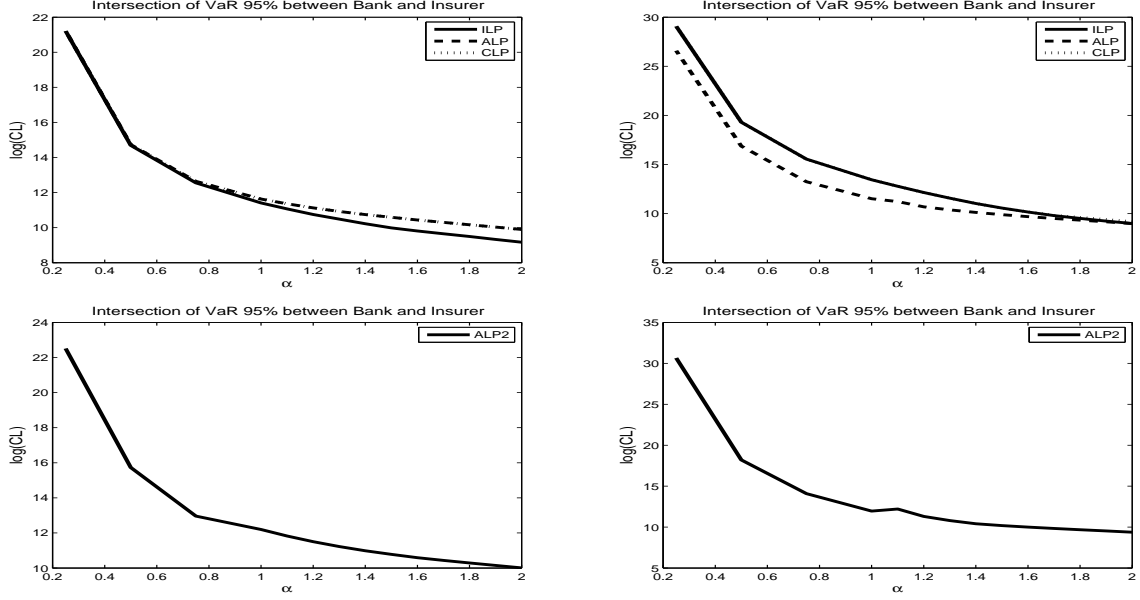 Intersection of VaR 95% between Bank and Insurer
22
20
18
16
14
12
10
8
log(CL)
ILP
ALP
CLP
0.2 0.4 0.6 0.8 1 1.2 1.4 1.6 1.8 2
α
Intersection of VaR 95% between Bank and Insurer
30
25
20
15
10
5
log(CL)
ILP
ALP
CLP
0.2 0.4 0.6 0.8 1 1.2 1.4 1.6 1.8 2
α
Intersection of VaR 95% between Bank and Insurer
24
22
20
18
16
14
12
10
log(CL)
ALP2
0.2 0.4 0.6 0.8 1 1.2 1.4 1.6 1.8 2
α
Intersection of VaR 95% between Bank and Insurer
35
30
25
20
15
10
5
log(CL)
ALP2
0.2 0.4 0.6 0.8 1 1.2 1.4 1.6 1.8 2
α